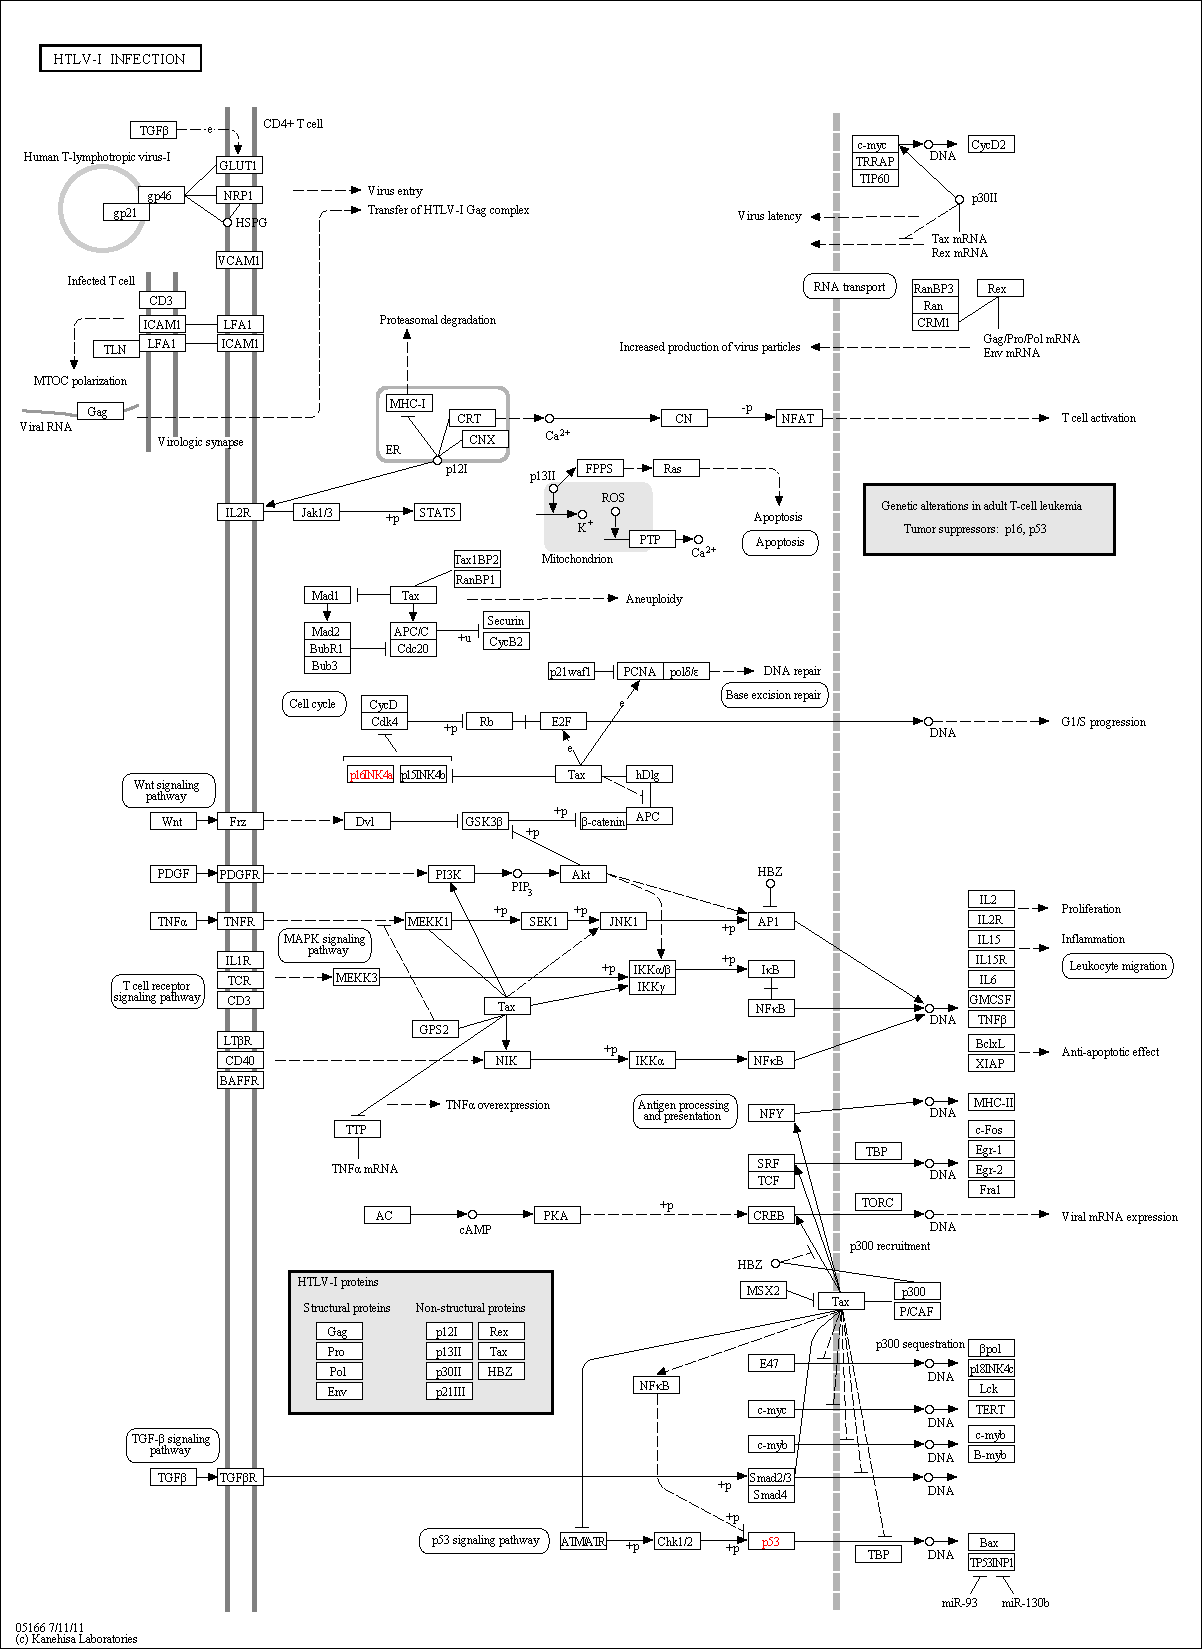 HTLV-I INFECTION
TGFβ
e
CD4+ T cell
Human T-lymphotropic virus-I
GLUT1
gp46
NRP1
gp21
HSPG
VCAM1
Virus entry
Transfer of HTLV-I Gag complex
c-myc
TRRAP
TIP60
DNA
CycD2
p30II
Virus latency
Tax mRNA
Rex mRNA
Infected T cell
CD3
ICAM1
LFA1
TLN
LFA1
ICAM1
MTOC polarization
Gag
Viral RNA
Virologic synapse
RNA transport
RanBP3
Ran
CRM1
Rex
Gag/Pro/Pol mRNA
Env mRNA
Increased production of virus particles
Proteasomal degradation
MHC-I
CRT
CNX
ER
p12I
Ca2+
CN
-p
NFAT
T cell activation
IL2R
Jak1/3
+p
STAT5
p13II
FPPS
Ras
ROS
K+
PTP
Ca2+
Mitochondrion
Apoptosis
Apoptosis
Genetic alterations in adult T-cell leukemia
Tumor suppressors: p16, p53
Tax1BP2
RanBP1
Mad1
Tax
Aneuploidy
Mad2
BubR1
Bub3
APC/C
Cdc20
+u
Securin
CycB2
p21waf1
PCNA
polδ/ε
DNA repair
Base excision repair
Cell cycle
CycD
Cdk4
+p
Rb
E2F
e
e
DNA
G1/S progression
p16INK4a
p15INK4b
Tax
hDlg
APC
Wnt signaling
pathway
Wnt
Frz
Dvl
GSK3β
+p
β-catenin
+p
PDGF
PDGFR
PI3K
PIP3
Akt
HBZ
TNFα
TNFR
MEKK1
+p
SEK1
+p
JNK1
+p
AP1
MAPK signaling
pathway
IL1R
TCR
CD3
T cell receptor
signaling pathway
MEKK3
+p
IKKα/β
IKKγ
+p
IκB
NFκB
Tax
GPS2
LTβR
CD40
BAFFR
NIK
+p
IKKα
NFκB
DNA
IL2
IL2R
IL15
IL15R
IL6
GMCSF
TNFβ
BclxL
XIAP
Proliferation
Inflammation
Leukocyte migration
Anti-apoptotic effect
TNFα overexpression
TTP
TNFα mRNA
Antigen processing
and presentation
NFY
DNA
MHC-II
SRF
TCF
TBP
DNA
c-Fos
Egr-1
Egr-2
Fra1
AC
cAMP
PKA
+p
CREB
TORC
DNA
Viral mRNA expression
p300 recruitment
HBZ
MSX2
Tax
p300
P/CAF
HTLV-I proteins
Structural proteins
Non-structural proteins
Gag
p12I
Rex
Pro
p13II
Tax
Pol
p30II
HBZ
Env
p21III
p300 sequestration
E47
DNA
βpol
p18INK4c
Lck
NFκB
c-myc
DNA
TERT
c-myb
DNA
c-myb
B-myb
TGF-β signaling
pathway
TGFβ
TGFβR
+p
Smad2/3
Smad4
DNA
p53 signaling pathway
ATM/ATR
+p
Chk1/2
+p
+p
p53
TBP
DNA
Bax
TP53INP1
miR-93
miR-130b
05166 7/11/11
(c) Kanehisa Laboratories